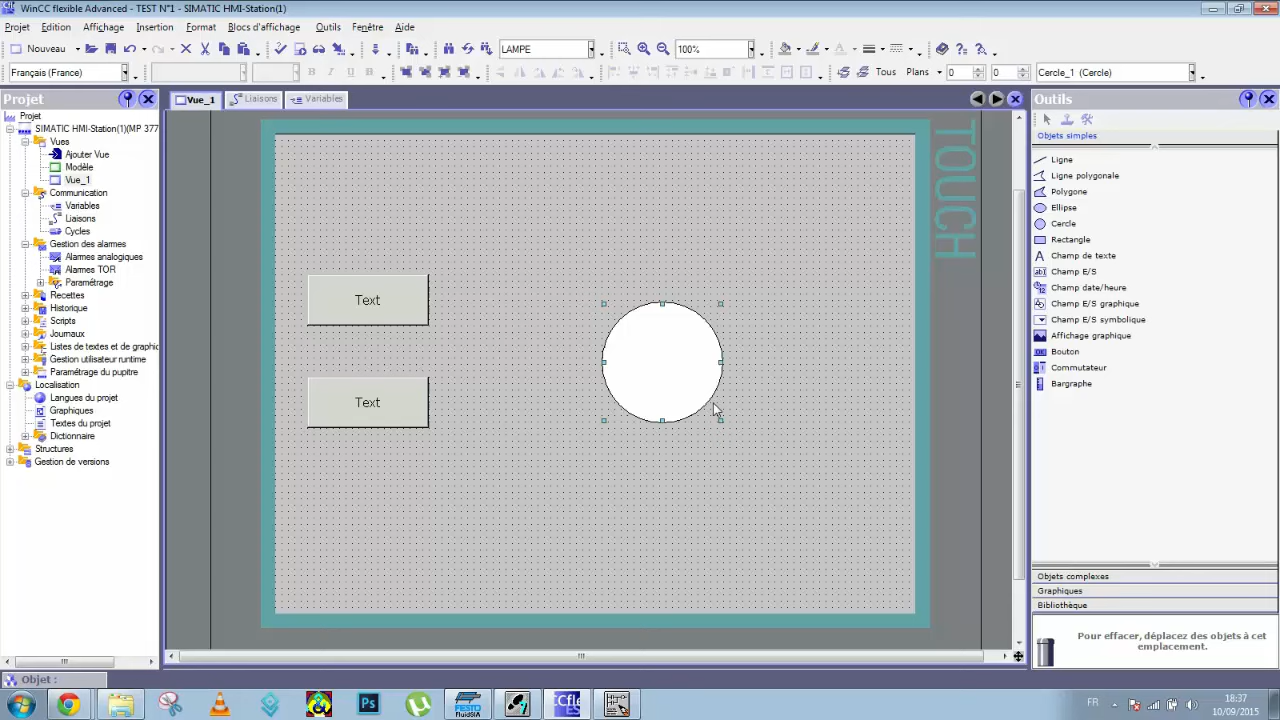 WinCC flexible Advanced - TEST N°1 - SIMATIC HMI-Station(1)
Projet Edition Affichage Insertion Format Blocs d'affichage Outils Fenêtre Aide
Nouveau LAMPE 100%
Français (France) B I U B Tous Plans 0 0 Cercle_1 (Cercle)
Projet
Vue_1 Liaisons Variables
Outils
Projet
SIMATIC HMI-Station(1)(MP 377
Vues
Ajouter Vue
Modèle
Vue_1
Communication
Variables
Liaisons
Cycles
Gestion des alarmes
Alarmes analogiques
Alarmes TOR
Paramétrage
Recettes
Historique
Scripts
Journaux
Listes de textes et de graphic
Gestion utilisateur runtime
Paramétrage du pupitre
Localisation
Langues du projet
Graphiques
Textes du projet
Dictionnaire
Structures
Gestion de versions
Text
Text
TOUCH
Objets simples
Ligne
Ligne polygonale
Polygone
Ellipse
Cercle
Rectangle
Champ de texte
Champ E/S
Champ date/heure
Champ E/S graphique
Champ E/S symbolique
Affichage graphique
Bouton
Commutateur
Bargraphe
Objets complexes
Graphiques
Bibliothèque
Pour effacer, déplacez des objets à cet
emplacement.
Objet :
FESTO
FluidSIM
Ps
FR
18:37
10/09/2015